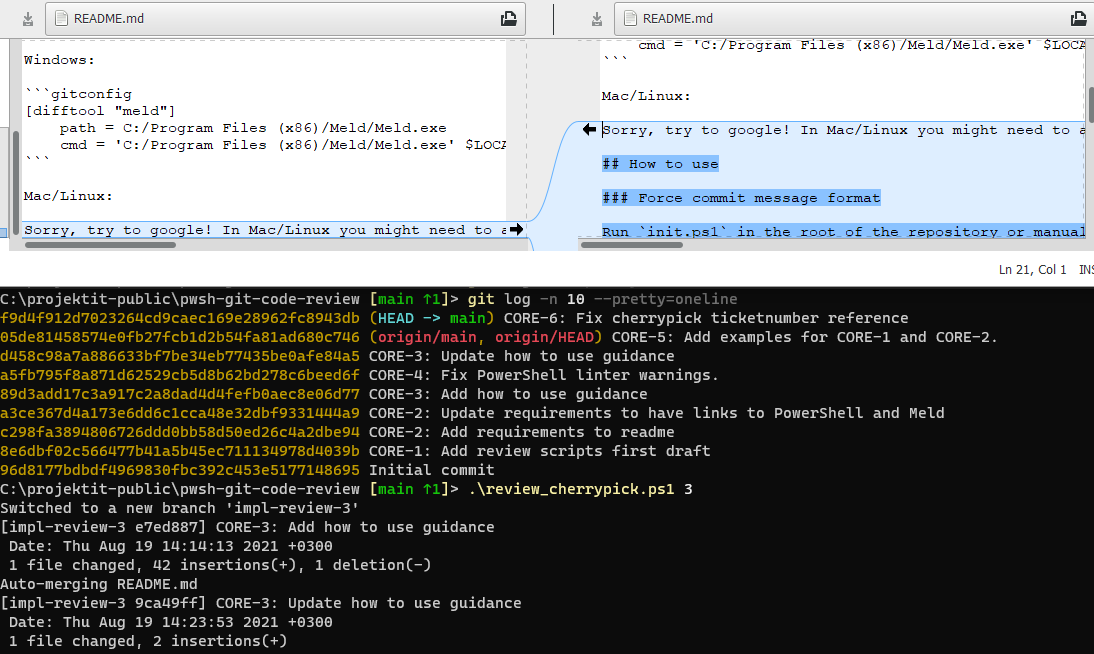 README.md
README.md
Windows:
```gitconfig
[difftool "meld"]
path = C:/Program Files (x86)/Meld/Meld.exe
cmd = 'C:/Program Files (x86)/Meld/Meld.exe' $LOCA
```
Mac/Linux:
Sorry, try to google! In Mac/Linux you might need to a
cmd = 'C:/Program Files (x86)/Meld/Meld.exe' $LOCA
```
Mac/Linux:
Sorry, try to google! In Mac/Linux you might need to a
## How to use
### Force commit message format
Run `init.ps1` in the root of the repository or manual
Ln 21, Col 1 INS
C:\projektit-public\pwsh-git-code-review [main ↑1]> git log -n 10 --pretty=oneline
f9d4f912d7023264cd9caec169e28962fc8943db (HEAD -> main) CORE-6: Fix cherrypick ticketnumber reference
05de81458574e0fb27fcb1d2b54fa81ad680c746 (origin/main, origin/HEAD) CORE-5: Add examples for CORE-1 and CORE-2.
d458c98a7a886633bf7be34eb77435be0afe84a5 CORE-3: Update how to use guidance
a5fb795f8a871d62529cb5d8b62bd278c6beed6f CORE-4: Fix PowerShell linter warnings.
89d3add17c3a917c2a8dad4d4fefb0aec8e06d77 CORE-3: Add how to use guidance
a3ce367d4a173e6dd6c1cca48e32dbf9331444a9 CORE-2: Update requirements to have links to PowerShell and Meld
c298fa3894806726ddd0bb58d50ed26c4a2dbe94 CORE-2: Add requirements to readme
8e6dbf02c566477b41a5b45ec711134978d4039b CORE-1: Add review scripts first draft
96d8177bdbdf4969830fbc392c453e5177148695 Initial commit
C:\projektit-public\pwsh-git-code-review [main ↑1]> .\review_cherrypick.ps1 3
Switched to a new branch 'impl-review-3'
[impl-review-3 e7ed887] CORE-3: Add how to use guidance
Date: Thu Aug 19 14:14:13 2021 +0300
1 file changed, 42 insertions(+), 1 deletion(-)
Auto-merging README.md
[impl-review-3 9ca49ff] CORE-3: Update how to use guidance
Date: Thu Aug 19 14:23:53 2021 +0300
1 file changed, 2 insertions(+)